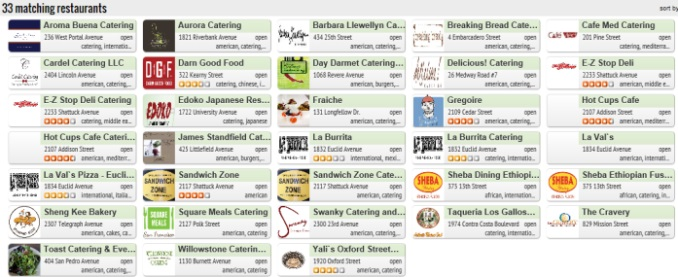 33 matching restaurants
sort by
Aroma Buena Catering
236 West Portal Avenue open
catering, internatio...
Aurora Catering
1821 Riverbank Avenue open
american, catering,...
Barbara Llewellyn Ca...
434 25th Street open
american, catering,...
Breaking Bread Cate...
4 Embarcadero Street open
american, catering,...
Cafe Med Catering
201 Pine Street open
catering, mediterra...
Cardel Catering LLC
2404 Lincoln Avenue open
american, catering,...
DGF
Darn Good Food
322 Kearny Street open
catering, chinese, i...
Day Darmet Catering...
1068 Revere Avenue open
american, burgers,...
Delicious! Catering
26 Medway Road #7 open
american, catering,...
E-Z Stop Deli
2233 Shattuck Avenue open
american, middle e...
E-Z Stop Deli Catering
2233 Shattuck Avenue open
catering, middle ea...
EDOKO
Edoko Japanese Res...
1722 University Avenue open
catering, japanese
Fraiche
131 Longfellow Dr. open
american, catering,...
Gregoire
2109 Cedar Street open
american, catering,...
Hot Cups Cafe
2107 Addison Street open
american, mediterr...
Hot Cups Cafe Cateri...
2107 Addison Street open
american, mediterr...
James Standfield Cat...
425 Littlefield Avenue open
american, burgers,...
La Burrita
1832 Euclid Avenue open
international, mexi...
La Burrita Catering
1832 Euclid Avenue open
catering, internatio...
La Val's
1834 Euclid Avenue open
american, internati...
La Val's Pizza - Eucli...
1834 Euclid Avenue open
international, italia...
SANDWICH ZONE
Sandwich Zone
2117 Shattuck Avenue open
american
SANDWICH ZONE
Sandwich Zone Cate...
2117 Shattuck Avenue open
american, catering
SHEBA
Sheba Dining Ethiopi...
375 13th Street open
african, internation...
SHEBA
Sheba Ethiopian Fus...
375 13th Street open
african, catering, in...
Sheng Kee Bakery
2307 Telegraph Avenue open
american, cakes, ca...
SQUARE MEALS
Square Meals Catering
2127 Polk Street open
american, catering,...
Swanky Catering and...
2300 23rd Avenue open
american, catering,...
Taqueria Los Gallos...
1974 Contra Costa Boulevard open
catering, internatio...
The Cravery
829 Mission Street open
american, catering,...
Toast Catering & Eve...
404 San Pedro Avenue open
american, catering,...
Willowstone Caterin...
1130 Burnett Avenue open
american, catering,...
Yali's Oxford Street...
1920 Oxford Street open
american, catering,...